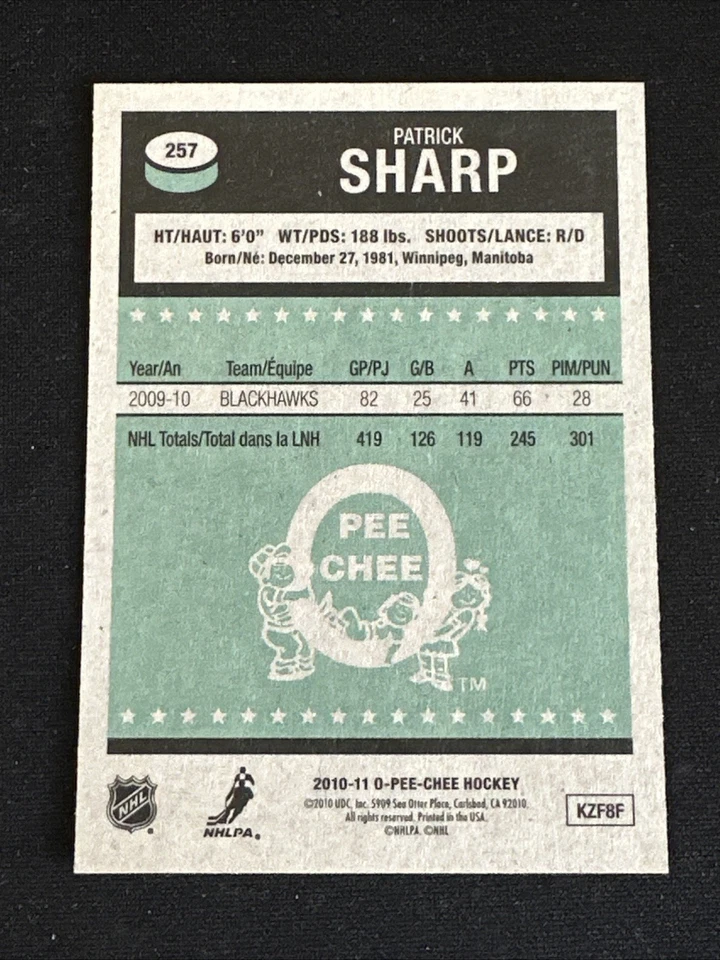 257
PATRICK
SHARP
HT/HAUT: 6'0" WT/PDS: 188 lbs. SHOOTS/LANCE: R/D
Born/Né: December 27, 1981, Winnipeg, Manitoba
Year/An Team/Équipe GP/PJ G/B A PTS PIM/PUN
2009-10 BLACKHAWKS 82 25 41 66 28
NHL Totals/Total dans la LNH 419 126 119 245 301
PEE
CHEE
TM
2010-11 O-PEE-CHEE HOCKEY
©2010 UDC, Inc. 5909 Sea Otter Place, Carlsbad, CA 92010.
All rights reserved. Printed in the USA.
©NHLPA. ©NHL
NHL
®
NHLPA®
KZF8F